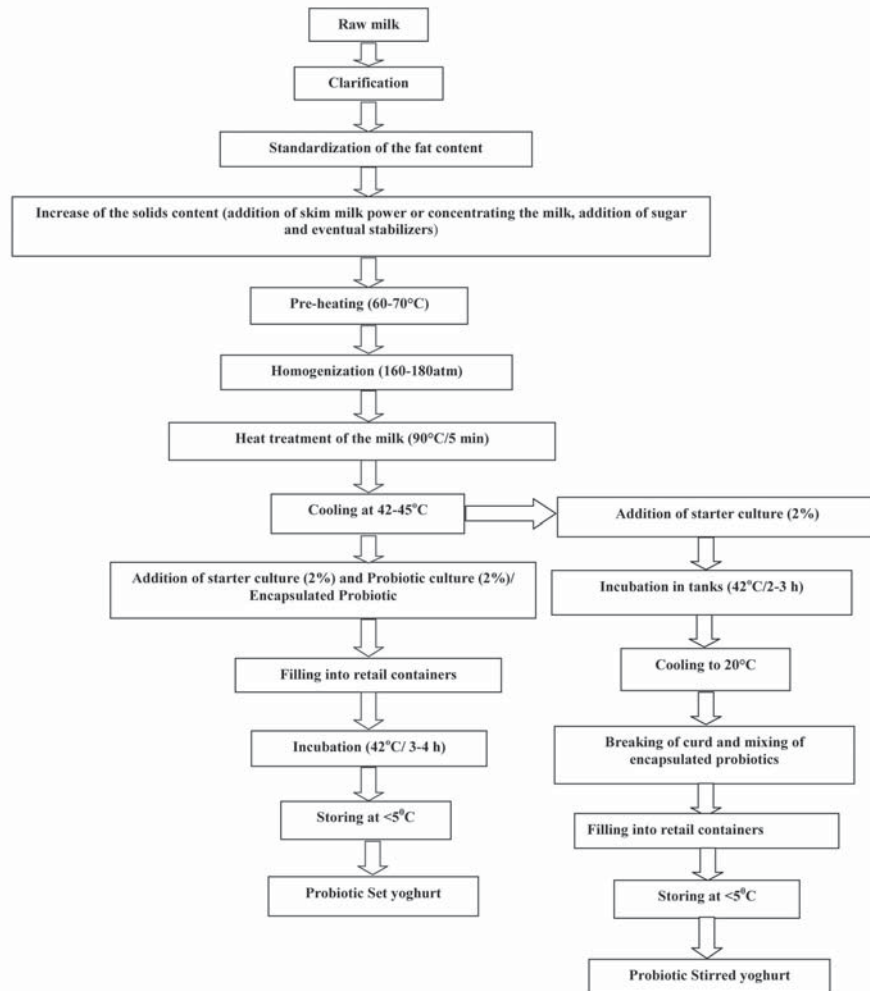 Raw milk
Clarification
Standardization of the fat content
Increase of the solids content (addition of skim milk power or concentrating the milk, addition of sugar
and eventual stabilizers)
Pre-heating (60-70°C)
Homogenization (160-180atm)
Heat treatment of the milk (90°C/5 min)
Cooling at 42-45°C
Addition of starter culture (2%) and Probiotic culture (2%)/
Encapsulated Probiotic
Filling into retail containers
Incubation (42°C/ 3-4 h)
Storing at <5⁰C
Probiotic Set yoghurt
Addition of starter culture (2%)
Incubation in tanks (42°C/2-3 h)
Cooling to 20°C
Breaking of curd and mixing of
encapsulated probiotics
Filling into retail containers
Storing at <5⁰C
Probiotic Stirred yoghurt